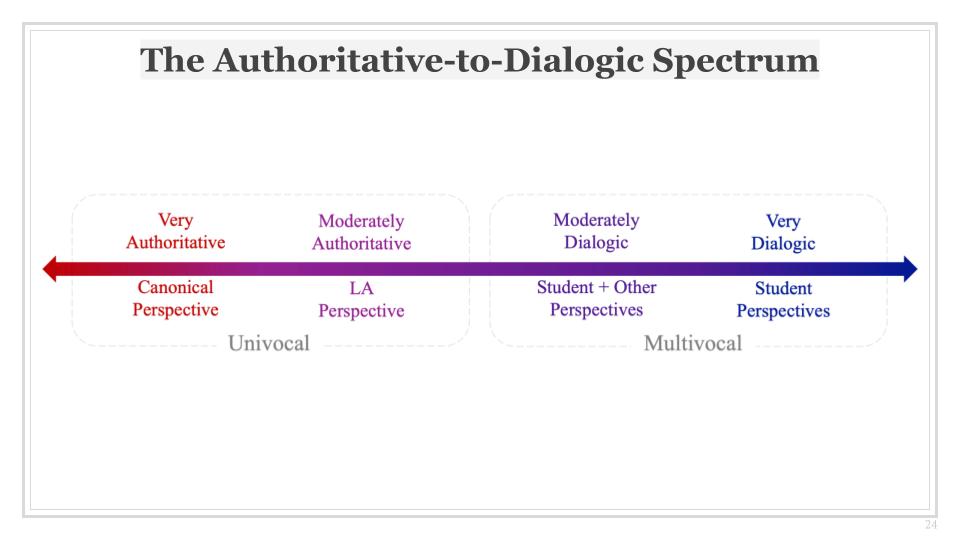 The Authoritative-to-Dialogic Spectrum
Very
Authoritative
Moderately
Authoritative
Moderately
Dialogic
Very
Dialogic
Canonical
Perspective
LA
Perspective
Student + Other
Perspectives
Student
Perspectives
Univocal
Multivocal
24